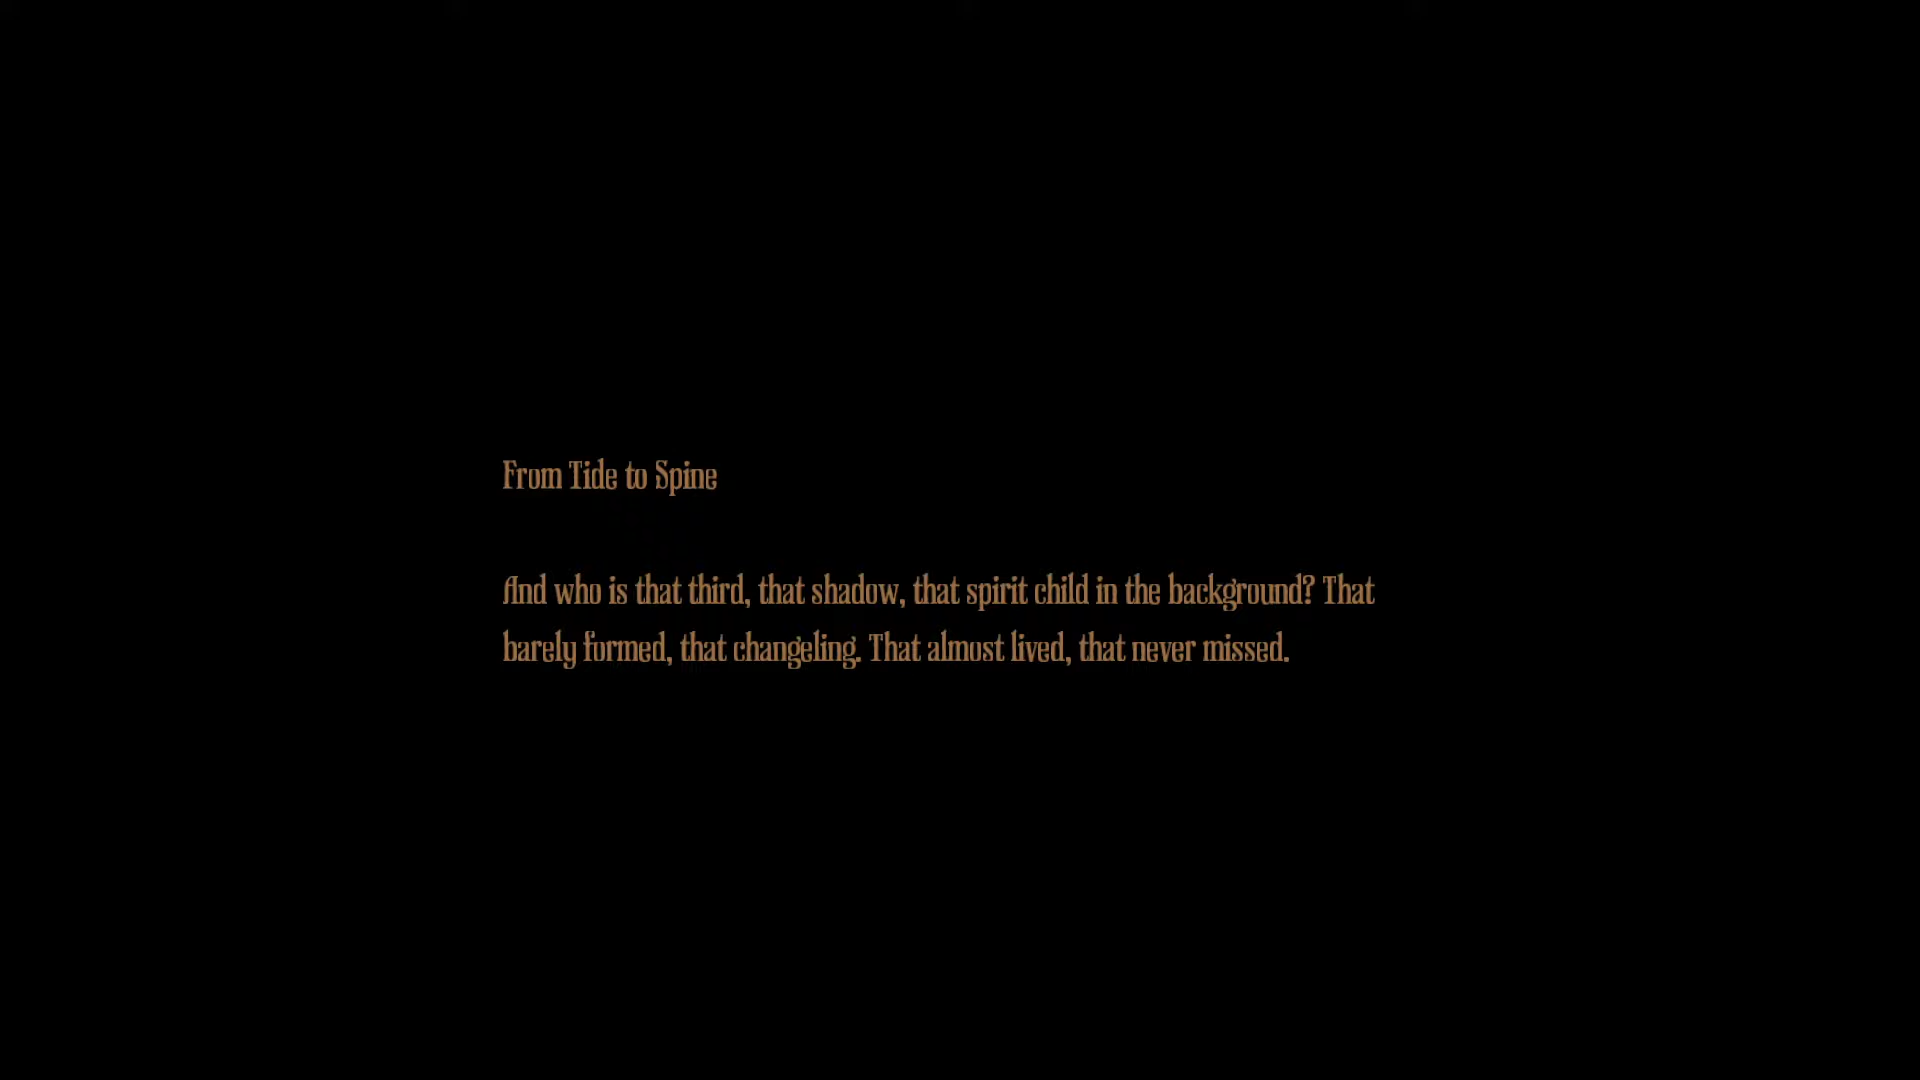 From Tide to Spine
And who is that third, that shadow, that spirit child in the background? That
barely formed, that changeling. That almost lived, that never missed.